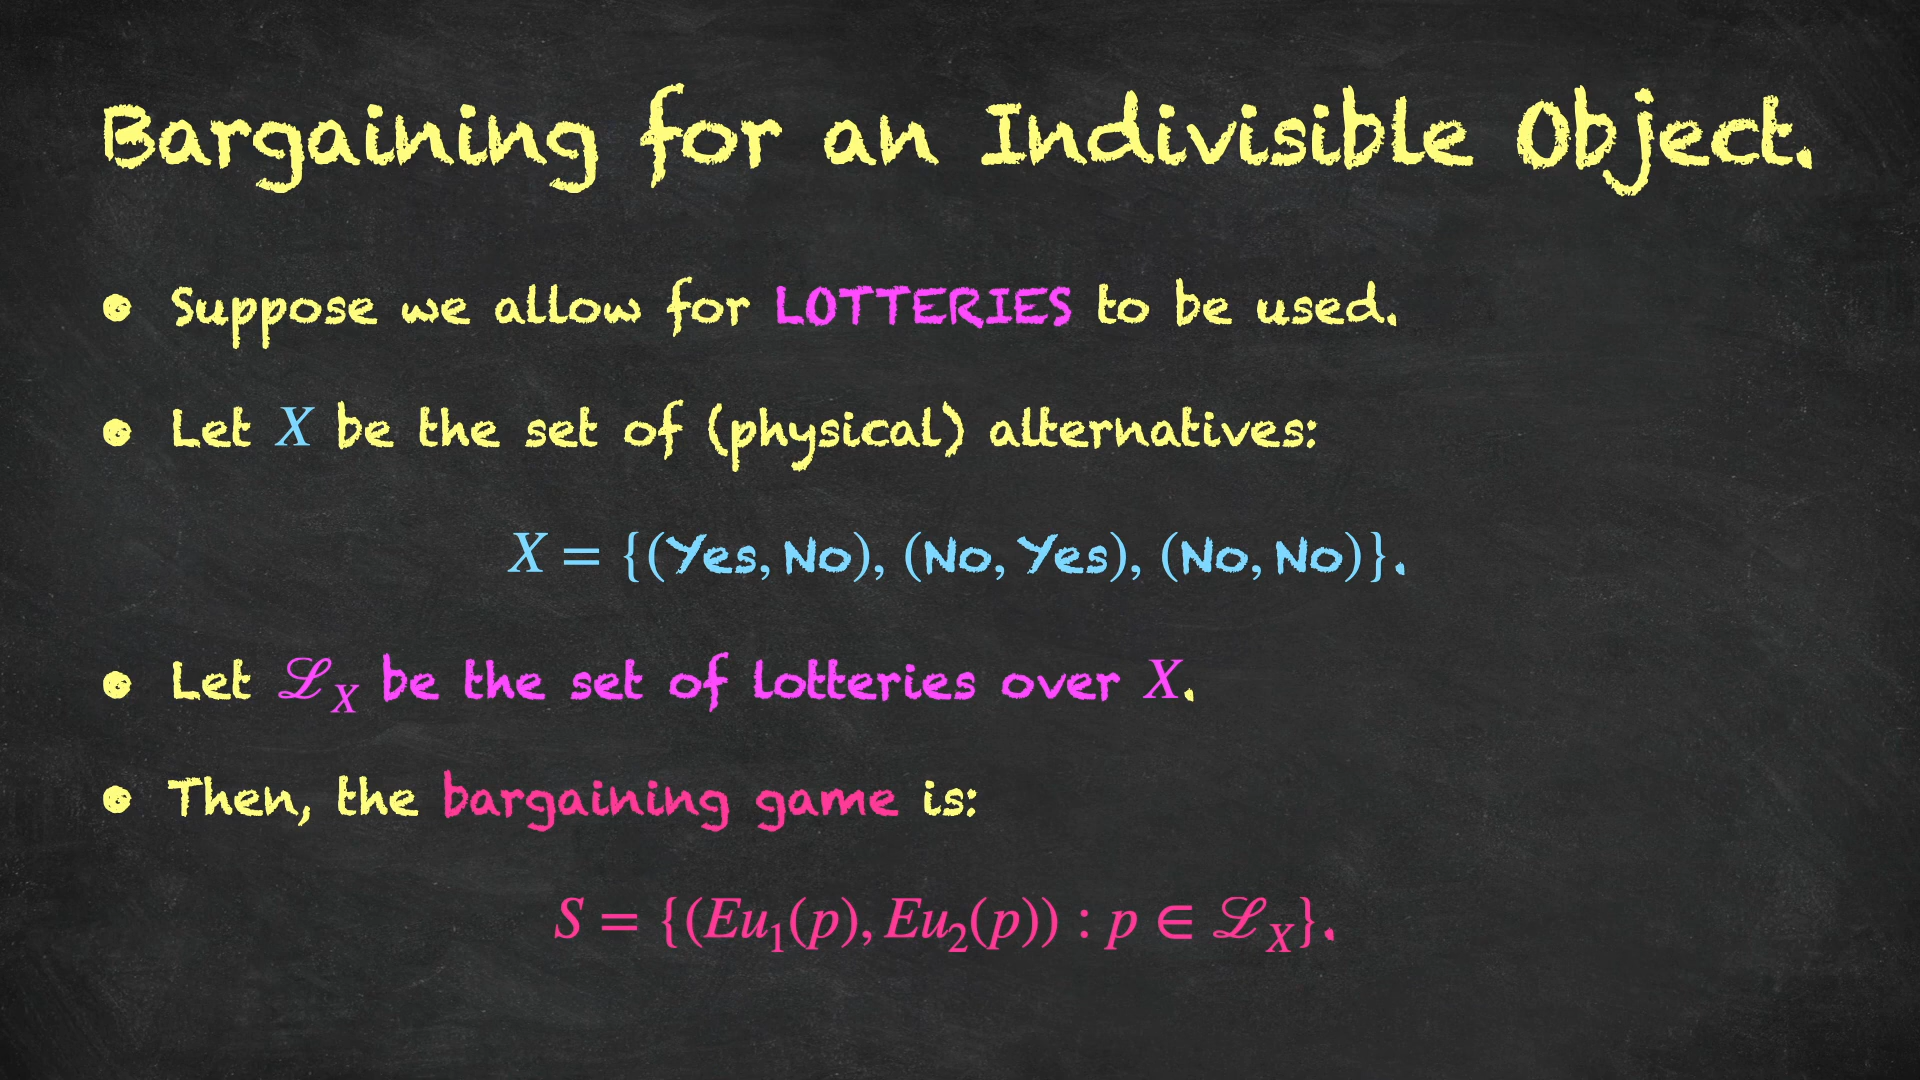 Bargaining for an Indivisible Object.
• Suppose we allow for LOTTERIES to be used.
• Let X be the set of (physical) alternatives:
X = {(Yes, No), (No, Yes), (No, No)}.
• Let ℒ_X be the set of lotteries over X.
• Then, the bargaining game is:
S = {(Eu₁(p), Eu₂(p)) : p ∈ ℒ_X}.